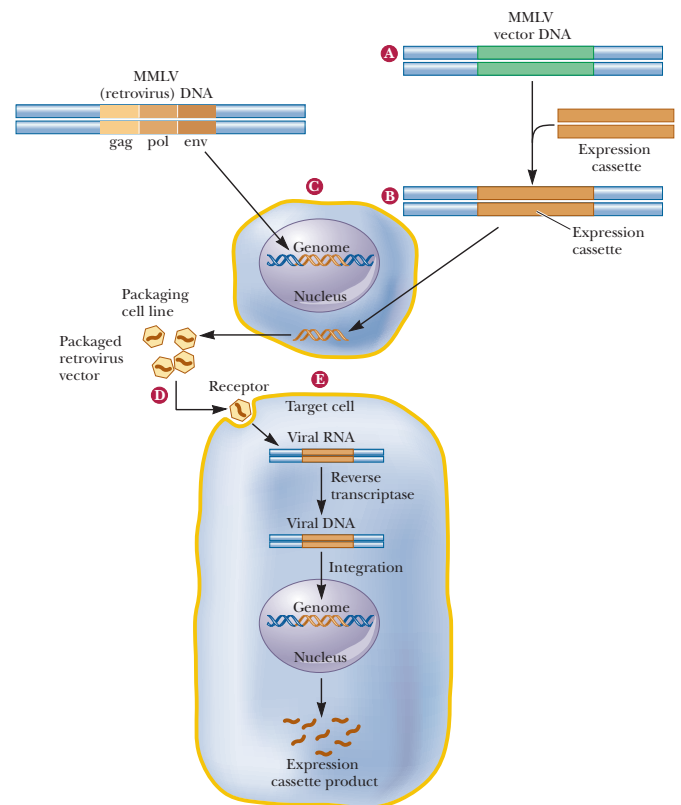 MMLV
vector DNA
A
MMLV
(retrovirus) DNA
gag pol env
Expression
cassette
B
Expression
cassette
C
Genome
Nucleus
Packaging
cell line
Packaged
retrovirus
vector
D
E
Receptor
Target cell
Viral RNA
Reverse
transcriptase
Viral DNA
Integration
Genome
Nucleus
Expression
cassette product